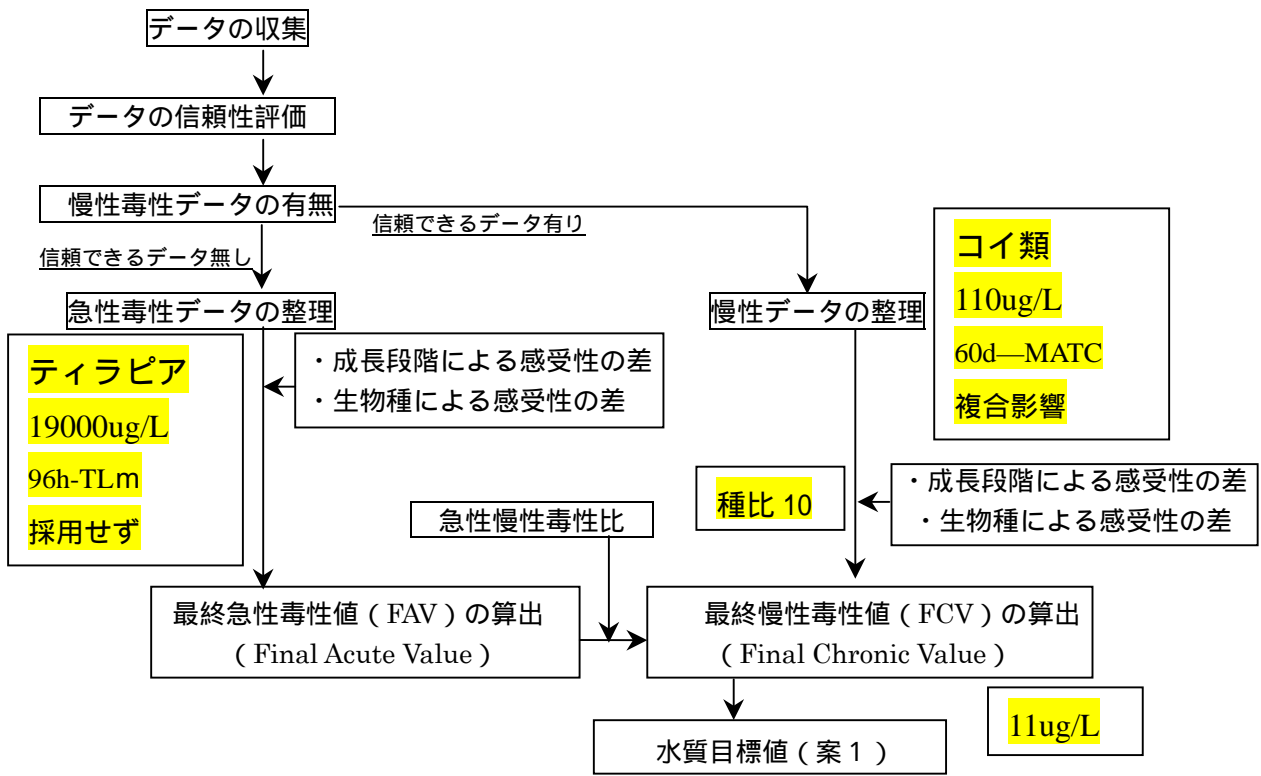 データの収集
データの信頼性評価
慢性毒性データの有無
信頼できるデータ有り
信頼できるデータ無し
急性毒性データの整理
慢性データの整理
コイ類
110ug/L
60d―MATC
複合影響
ティラピア
19000ug/L
96h-TLm
採用せず
・成長段階による感受性の差
・生物種による感受性の差
種比 10
・成長段階による感受性の差
・生物種による感受性の差
急性慢性毒性比
最終急性毒性値(FAV)の算出
(Final Acute Value)
最終慢性毒性値(FCV)の算出
(Final Chronic Value)
11ug/L
水質目標値(案1)